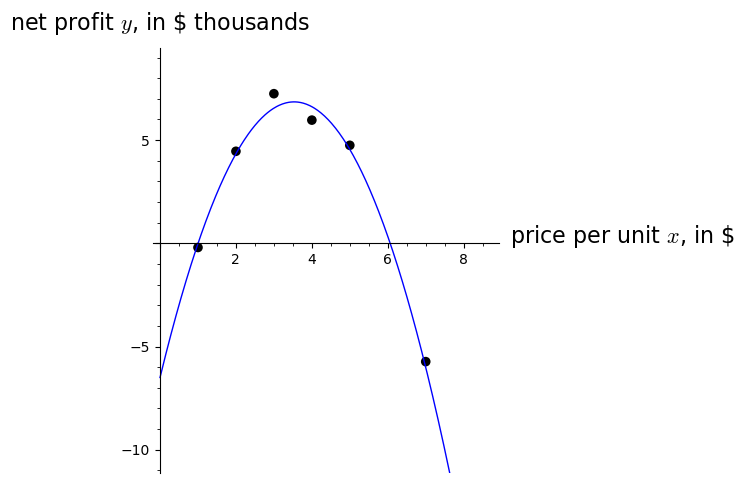 net profit y, in $ thousands
5
price per unit x, in $
2 4 6 8
−5
−10